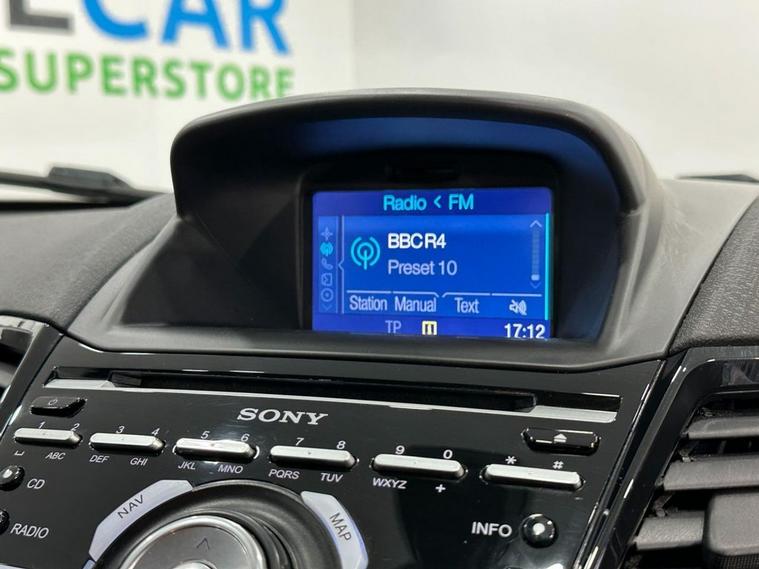 ECAR
SUPERSTORE
Radio < FM
BBC R4
Preset 10
Station Manual Text
TP 17:12
SONY
1 2 3 4 5 6 7 8 9 0 * #
ABC DEF GHI JKL MNO PQRS TUV WXYZ +
CD
NAV MAP
RADIO INFO